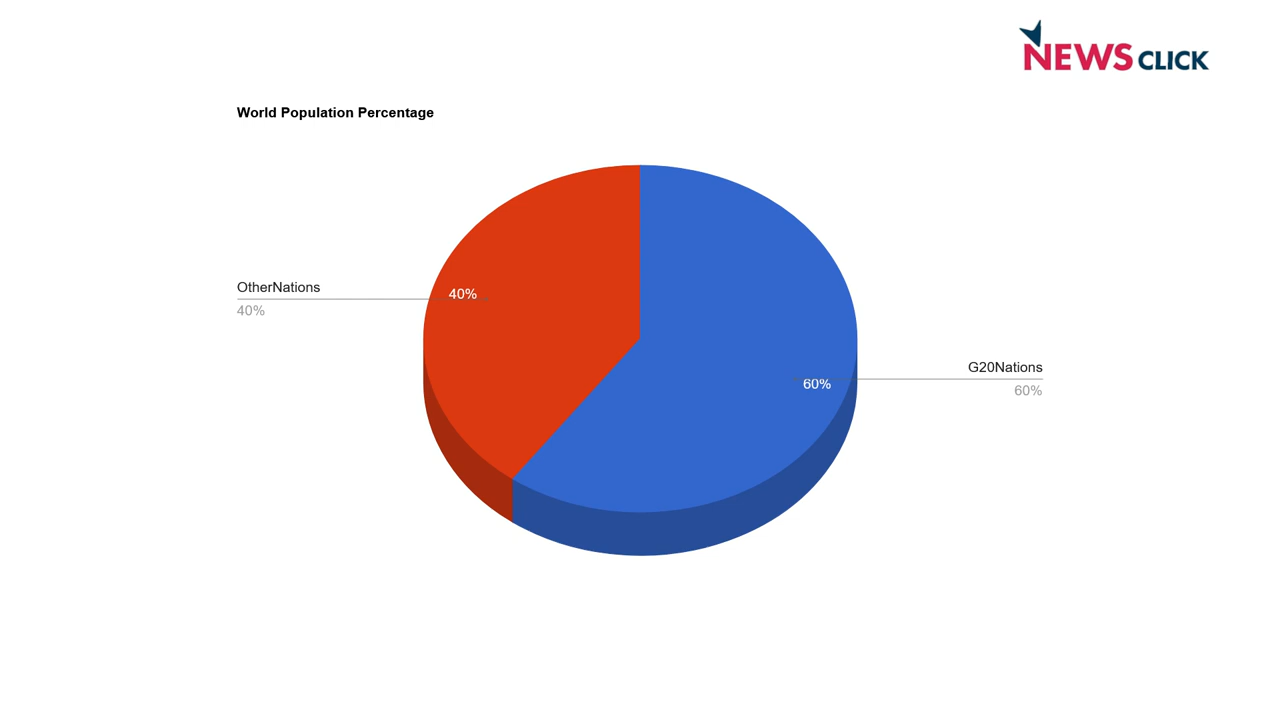 NEWS CLICK
World Population Percentage
OtherNations
40%
40%
60%
G20Nations
60%